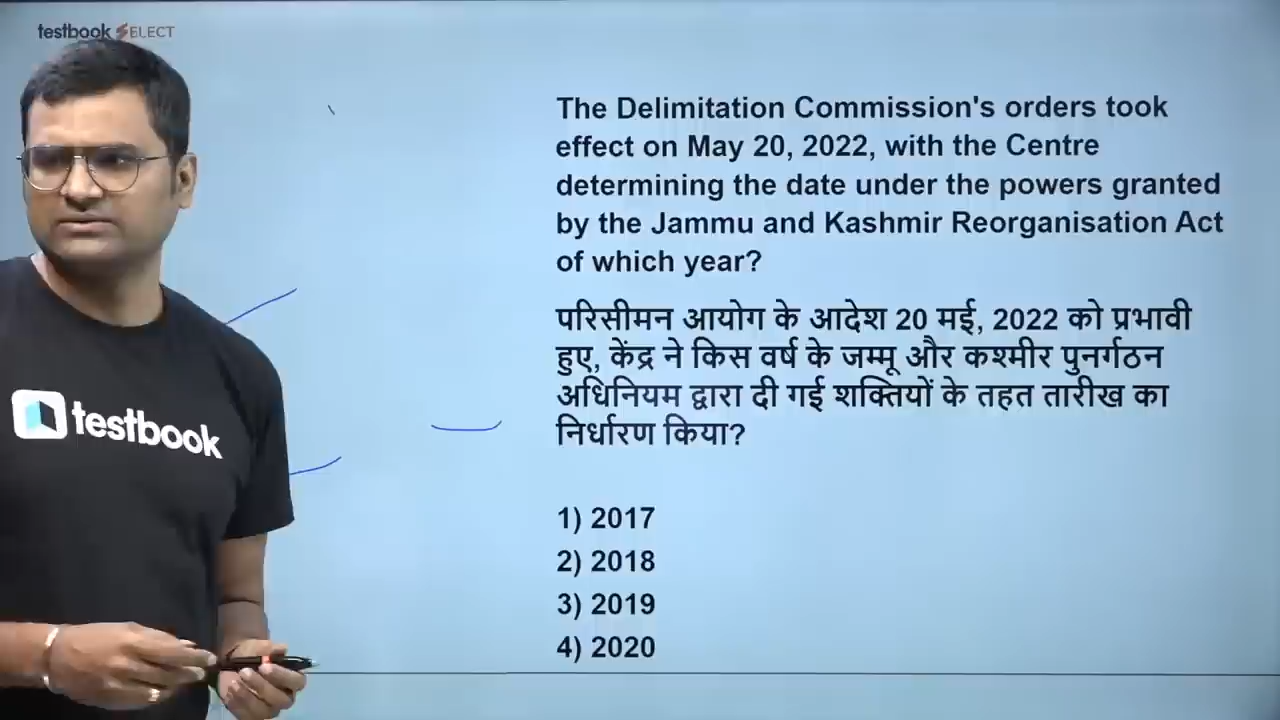 testbook SELECT
The Delimitation Commission's orders took
effect on May 20, 2022, with the Centre
determining the date under the powers granted
by the Jammu and Kashmir Reorganisation Act
of which year?
परिसीमन आयोग के आदेश 20 मई, 2022 को प्रभावी
हुए, केंद्र ने किस वर्ष के जम्मू और कश्मीर पुनर्गठन
अधिनियम द्वारा दी गई शक्तियों के तहत तारीख का
निर्धारण किया?
testbook
1) 2017
2) 2018
3) 2019
4) 2020